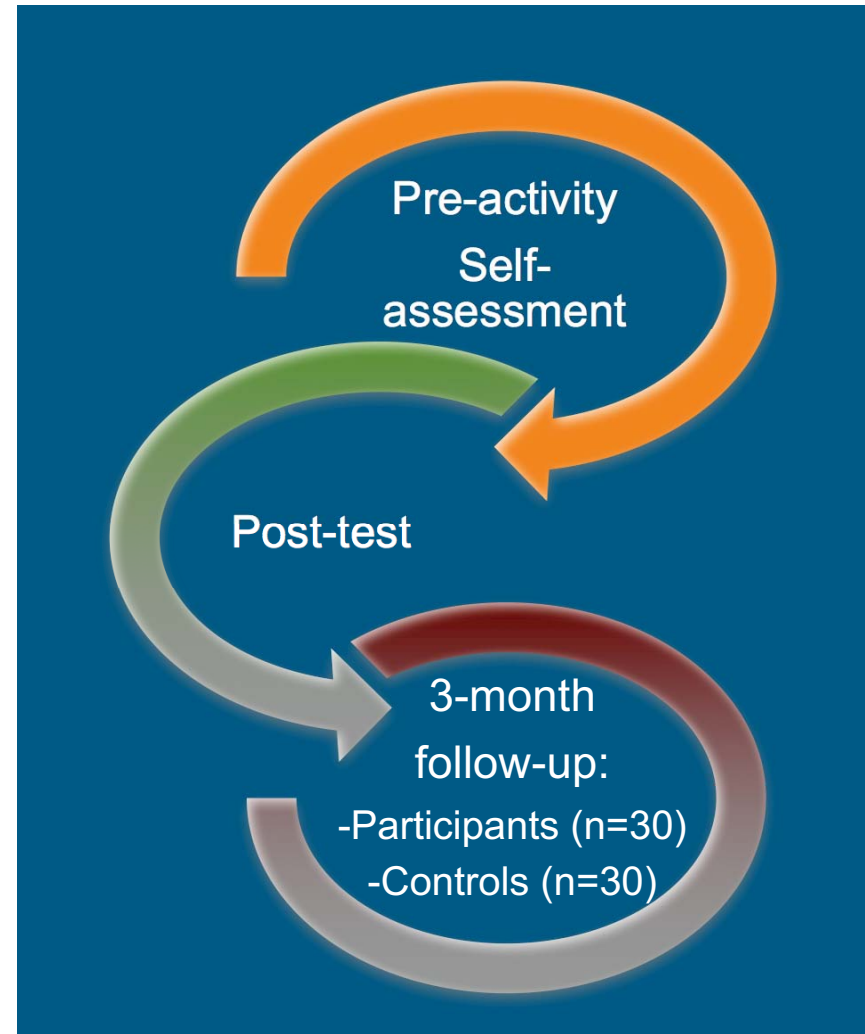 Pre-activity
Self-
assessment
Post-test
3-month
follow-up:
-Participants (n=30)
-Controls (n=30)